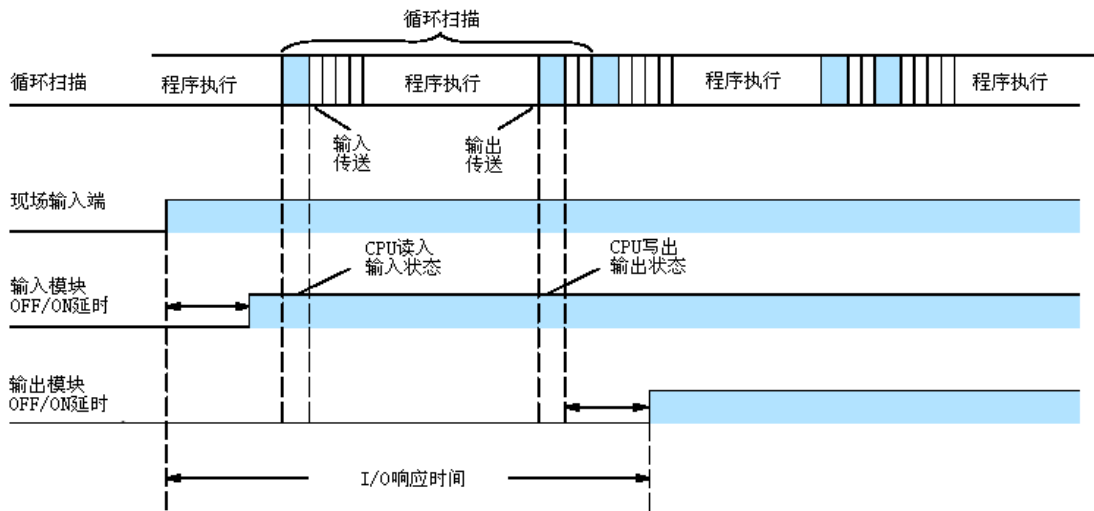 循环扫描
循环扫描
程序执行
程序执行
程序执行
程序执行
输入
传送
输出
传送
现场输入端
CPU读入
输入状态
CPU写出
输出状态
输入模块
OFF/ON延时
输出模块
OFF/ON延时
I/O响应时间